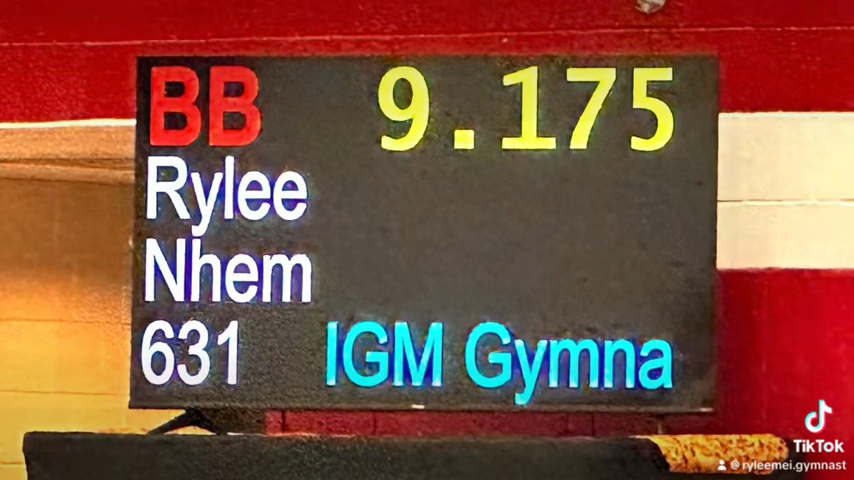 BB 9.175
Rylee
Nhem
631 IGM Gymna
TikTok
@ryleemei.gymnast